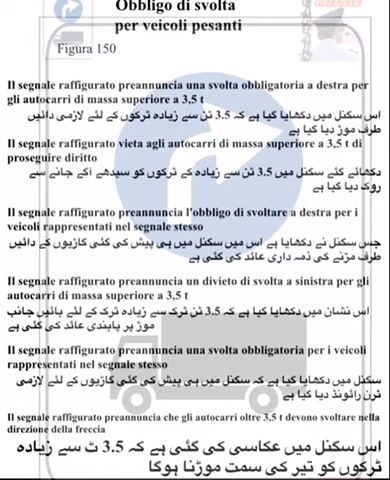 Obbligo di svolta
per veicoli pesanti
PATENTE
Figura 150
Il segnale raffigurato preannuncia una svolta obbligatoria a destra per
gli autocarri di massa superiore a 3,5 t
اس سگنل میں دکھایا گیا ہے کہ 3.5 ٹن سے زیادہ ٹرکوں کے لئے لازمی دائیں
طرف موڑ دیا گیا ہے
Il segnale raffigurato vieta agli autocarri di massa superiore a 3,5 t di
proseguire diritto
دکھائے گئے سگنل میں 3.5 ٹن سے زیادہ کے ٹرکوں کو سیدھے آگے جانے سے
روک دیا گیا ہے
Il segnale raffigurato preannuncia l'obbligo di svoltare a destra per i
veicoli rappresentati nel segnale stesso
جس سگنل نے دکھایا ہے اس میں سگنل میں ہی پیش کی گئی گاڑیوں کے دائیں
طرف مڑنے کی ذمہ داری عائد کی گئی ہے
Il segnale raffigurato preannuncia un divieto di svolta a sinistra per gli
autocarri di massa superiore a 3,5 t
اس نشان میں دکھایا گیا ہے کہ 3.5 ٹن ٹرک سے زیادہ ٹرک کے لئے بائیں جانب
موڑ پر پابندی عائد کی گئی ہے
Il segnale raffigurato preannuncia una svolta obbligatoria per i veicoli
rappresentati nel segnale stesso
سگنل میں دکھایا گیا ہے کہ سگنل میں ہی پیش کی گئی گاڑیوں کے لئے لازمی
ٹرن رائونڈ دیا گیا ہے
Il segnale raffigurato preannuncia che gli autocarri oltre 3,5 t devono svoltare nella
direzione della freccia
اس سگنل میں عکاسی کی گئی ہے کہ 3.5 ٹ سے زیادہ
ٹرکوں کو تیر کی سمت موڑنا ہوگا